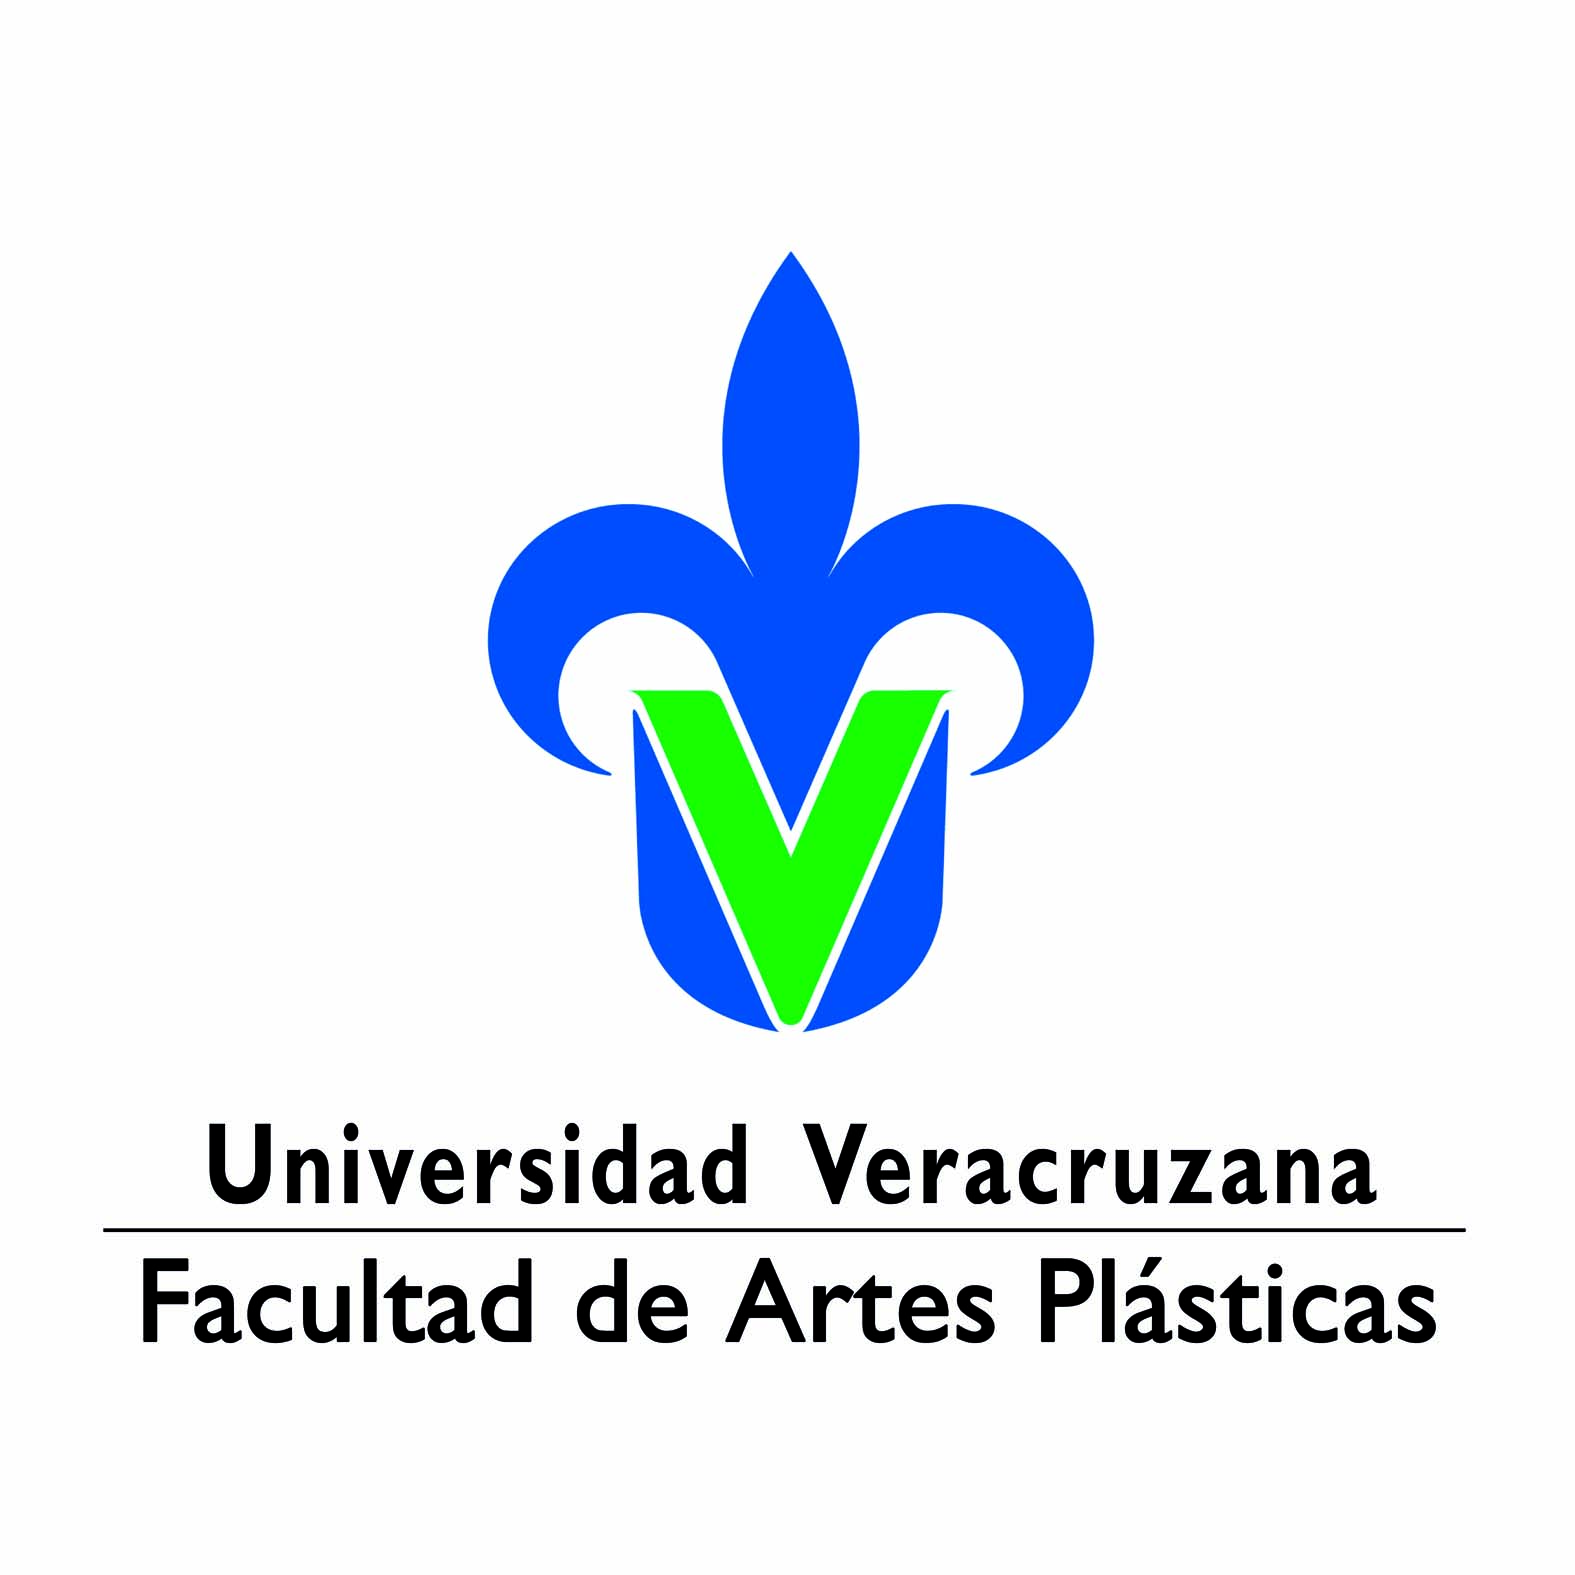 Universidad Veracruzana
Facultad de Artes Plásticas